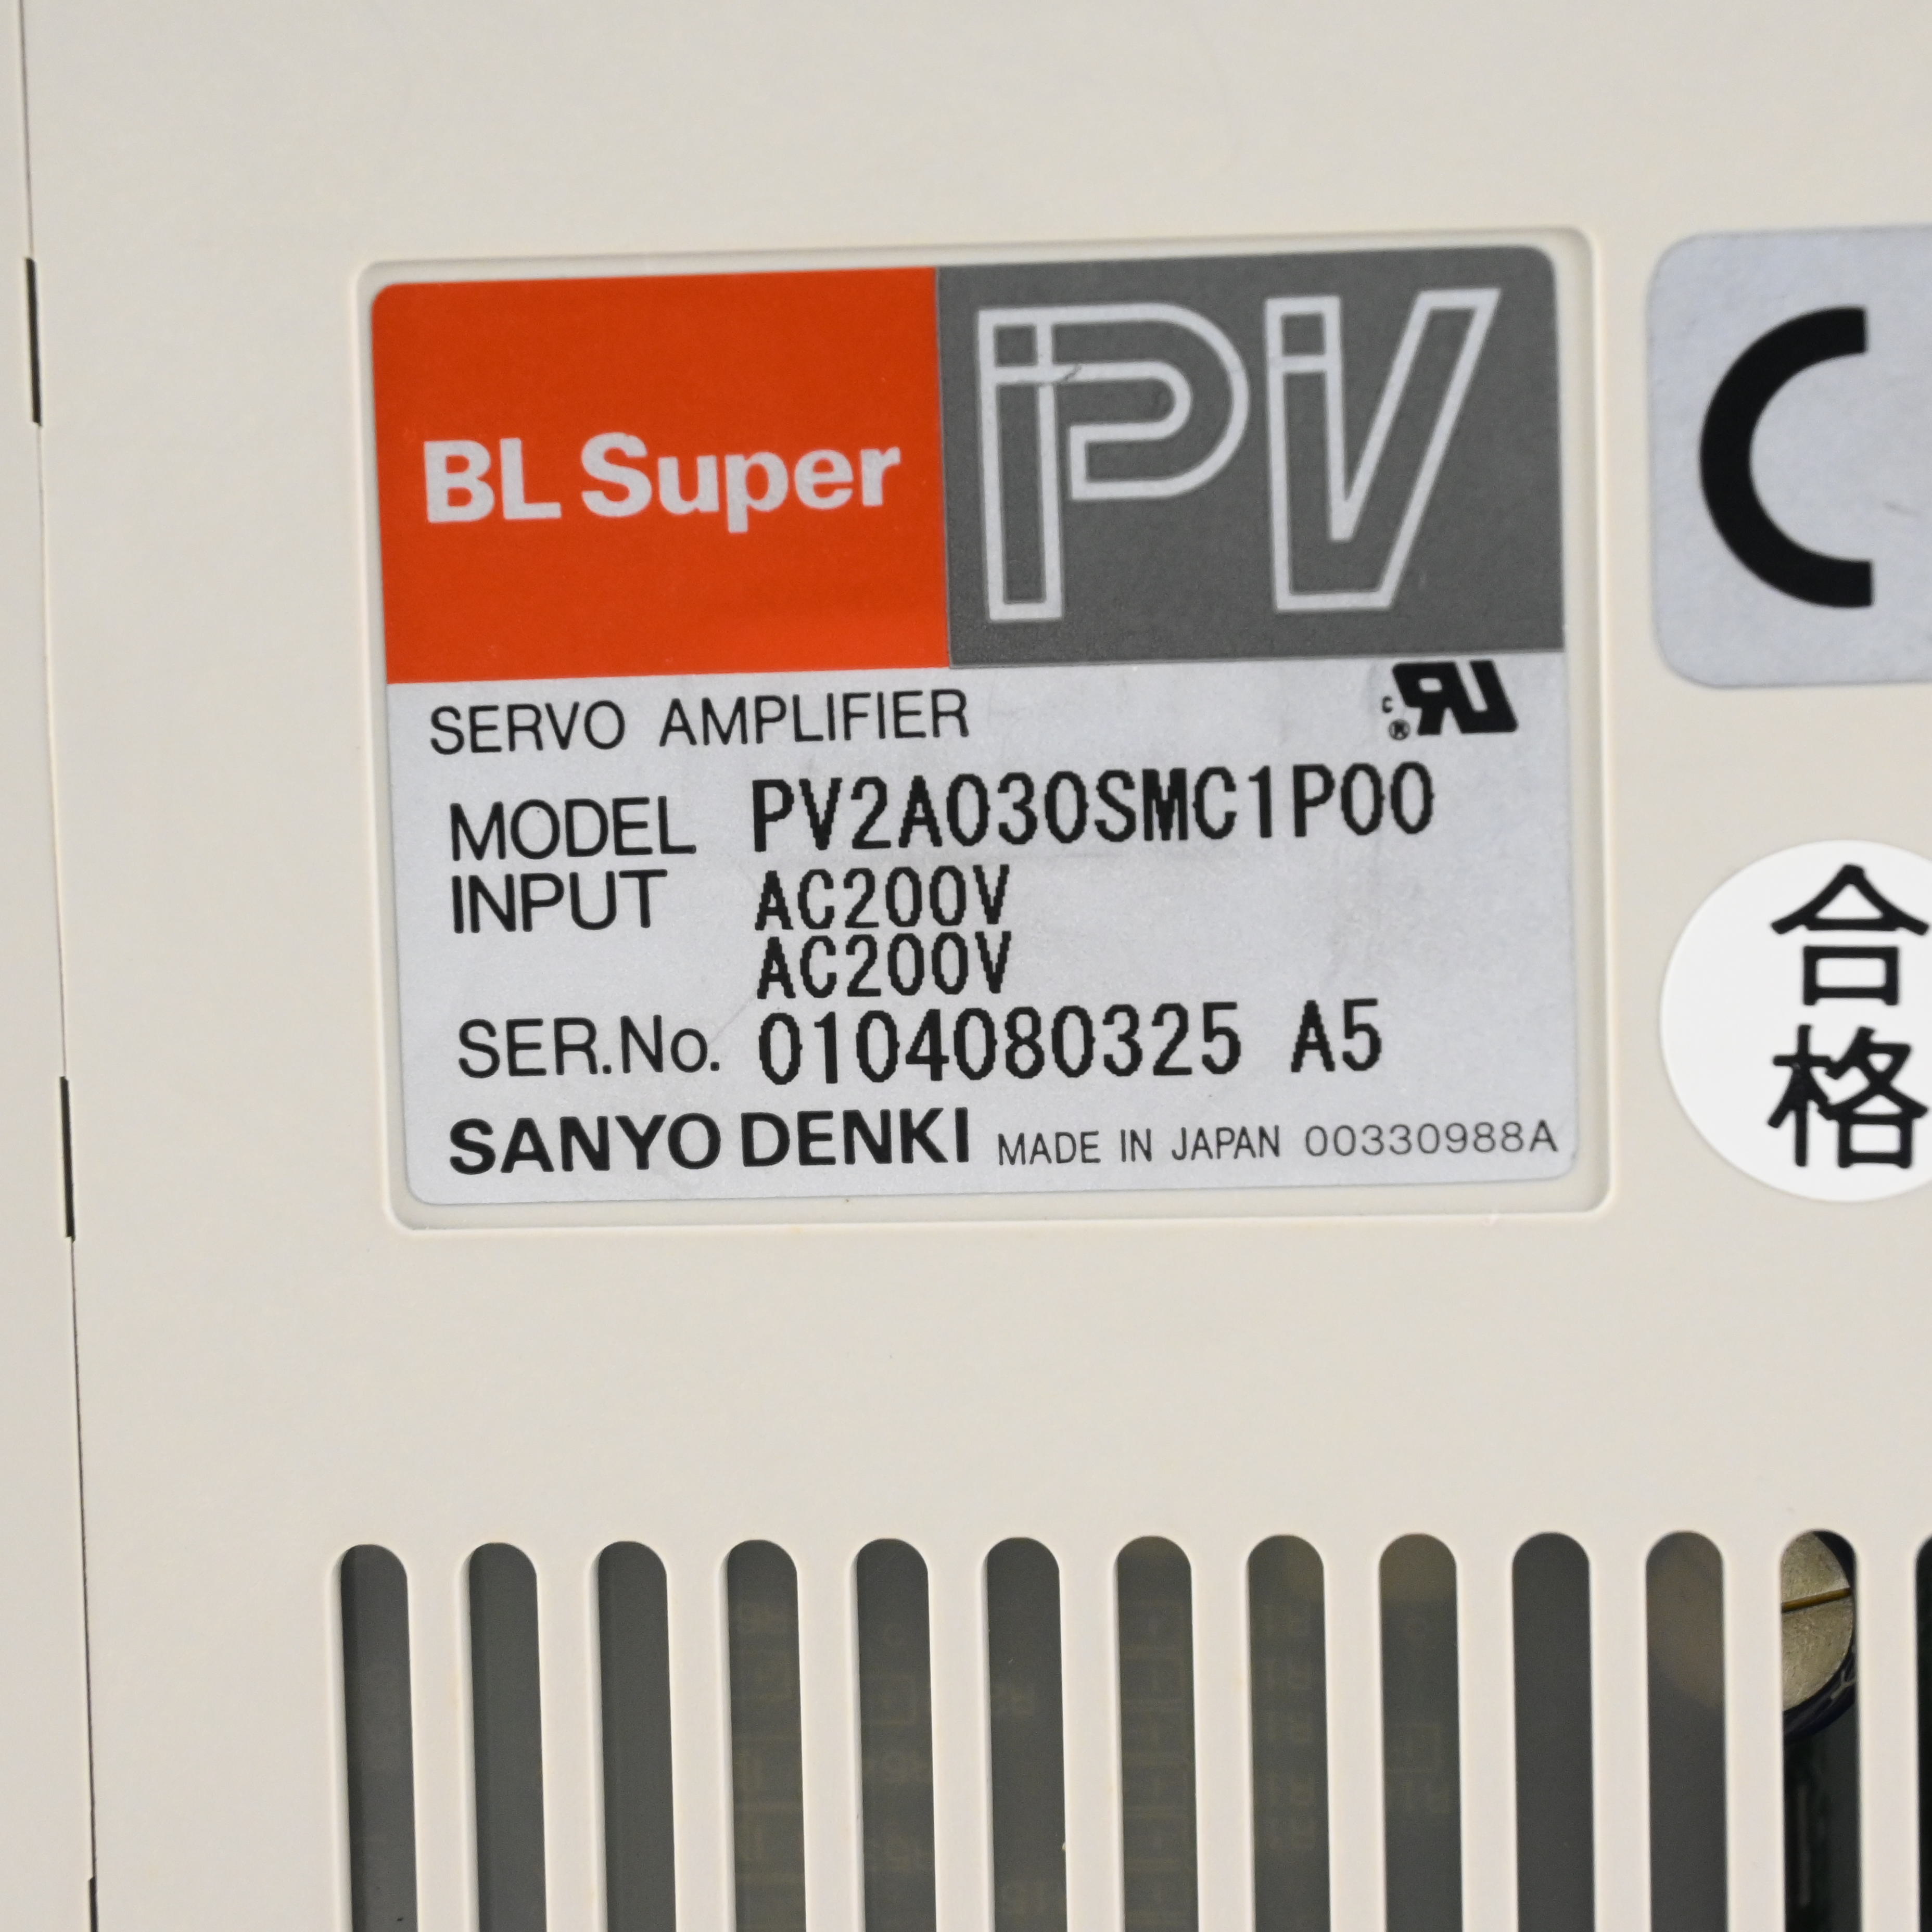 BL Super PV
SERVO AMPLIFIER
c RU ®
MODEL PV2A030SMC1P00
INPUT AC200V
AC200V
SER.No. 0104080325 A5
SANYO DENKI MADE IN JAPAN 00330988A
C
合
格